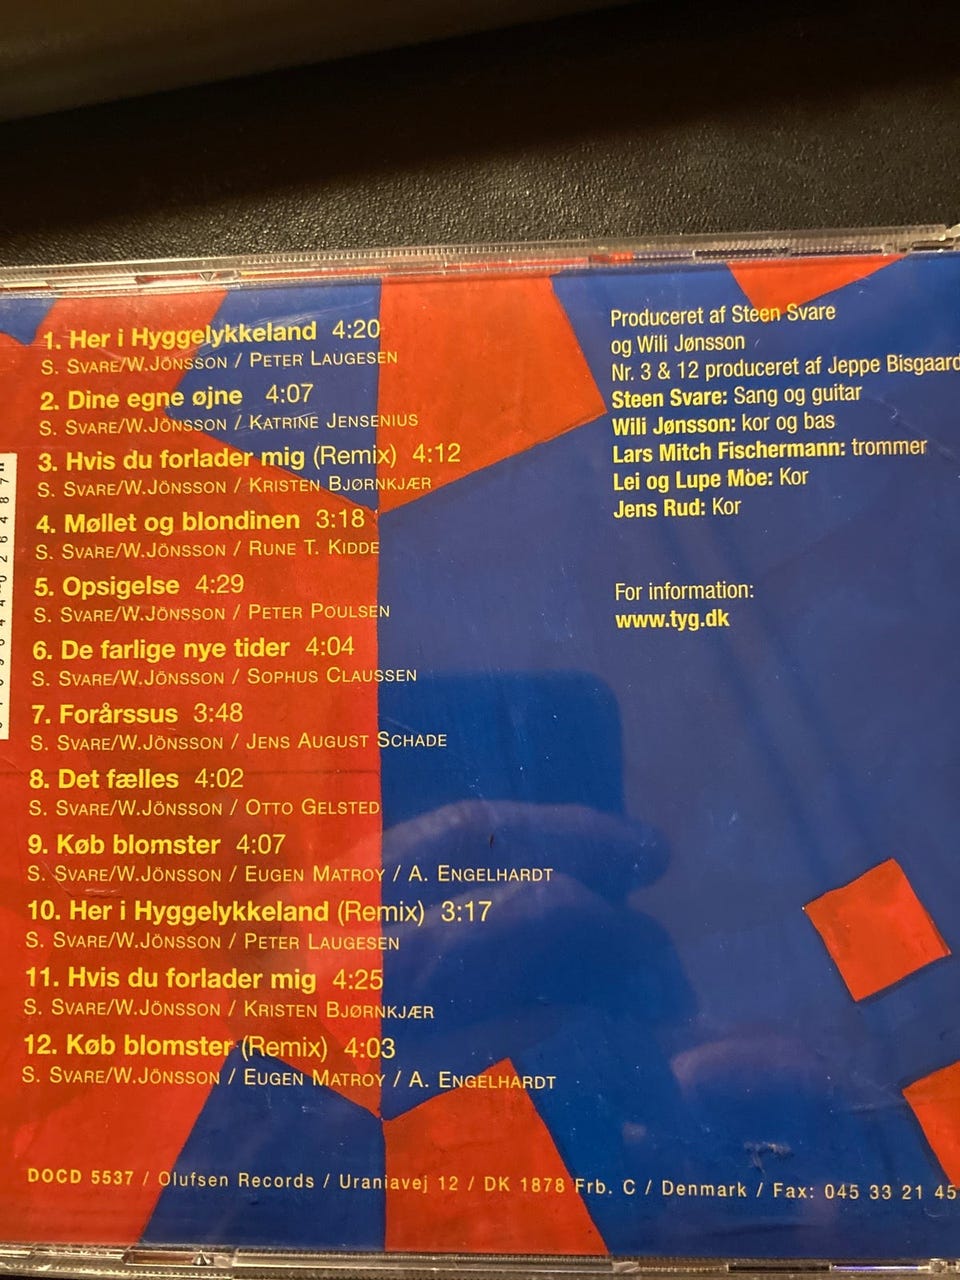 1. Her i Hyggelykkeland 4:20
S. Svare/W.Jönsson / Peter Laugesen
2. Dine egne øjne 4:07
S. Svare/W.Jönsson / Katrine Jensenius
3. Hvis du forlader mig (Remix) 4:12
S. Svare/W.Jönsson / Kristen Bjørnkjær
4. Møllet og blondinen 3:18
S. Svare/W.Jönsson / Rune T. Kidde
5. Opsigelse 4:29
S. Svare/W.Jönsson / Peter Poulsen
6. De farlige nye tider 4:04
S. Svare/W.Jönsson / Sophus Claussen
7. Forårssus 3:48
S. Svare/W.Jönsson / Jens August Schade
8. Det fælles 4:02
S. Svare/W.Jönsson / Otto Gelsted
9. Køb blomster 4:07
S. Svare/W.Jönsson / Eugen Matroy / A. Engelhardt
10. Her i Hyggelykkeland (Remix) 3:17
S. Svare/W.Jönsson / Peter Laugesen
11. Hvis du forlader mig 4:25
S. Svare/W.Jönsson / Kristen Bjørnkjær
12. Køb blomster (Remix) 4:03
S. Svare/W.Jönsson / Eugen Matroy / A. Engelhardt
Produceret af Steen Svare
og Wili Jønsson
Nr. 3 & 12 produceret af Jeppe Bisgaard
Steen Svare: Sang og guitar
Wili Jønsson: kor og bas
Lars Mitch Fischermann: trommer
Lei og Lupe Moe: Kor
Jens Rud: Kor
For information:
www.tyg.dk
DOCD 5537 / Olufsen Records / Uraniavej 12 / DK 1878 Frb. C / Denmark / Fax: 045 33 21 45